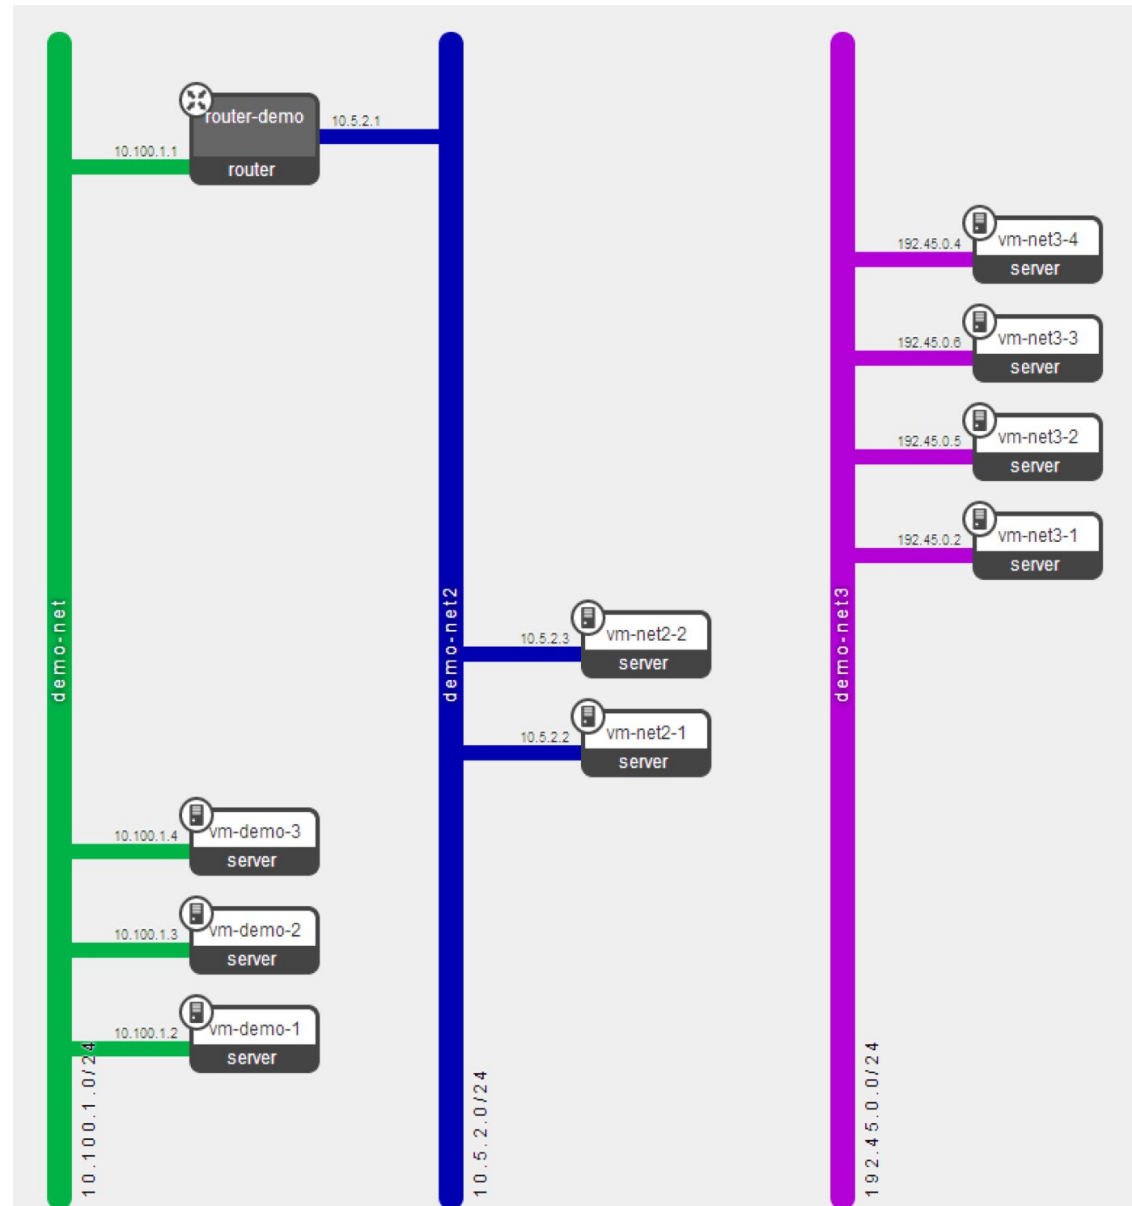 router-demo
router
10.100.1.1
10.5.2.1
192.45.0.4
vm-net3-4
server
192.45.0.6
vm-net3-3
server
192.45.0.5
vm-net3-2
server
192.45.0.2
vm-net3-1
server
demo-net
demo-net2
demo-net3
10.5.2.3
vm-net2-2
server
10.5.2.2
vm-net2-1
server
10.100.1.4
vm-demo-3
server
10.100.1.3
vm-demo-2
server
10.100.1.2
vm-demo-1
server
10.100.1.0/24
10.5.2.0/24
192.45.0.0/24